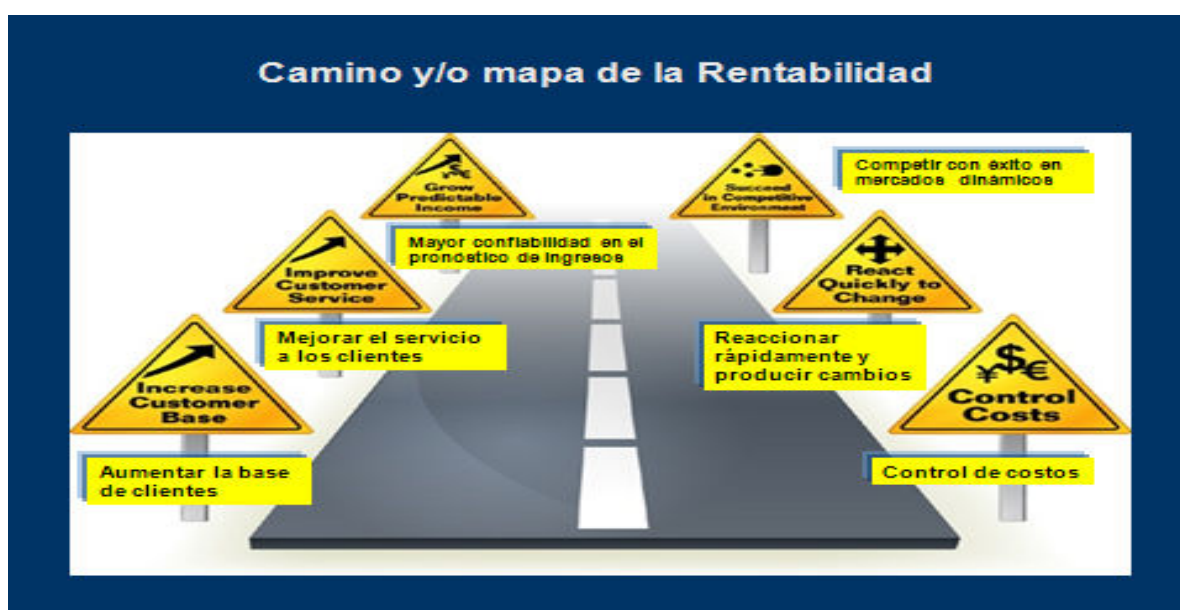 Camino y/o mapa de la Rentabilidad
Grow
Predictable
Income
Mayor confiabilidad en el
pronóstico de ingresos
Succeed
in Competitive
Environment
Competir con éxito en
mercados dinámicos
Improve
Customer
Service
Mejorar el servicio
a los clientes
React
Quickly to
Change
Reaccionar
rápidamente y
producir cambios
Increase
Customer
Base
Aumentar la base
de clientes
¥$€
Control
Costs
Control de costos